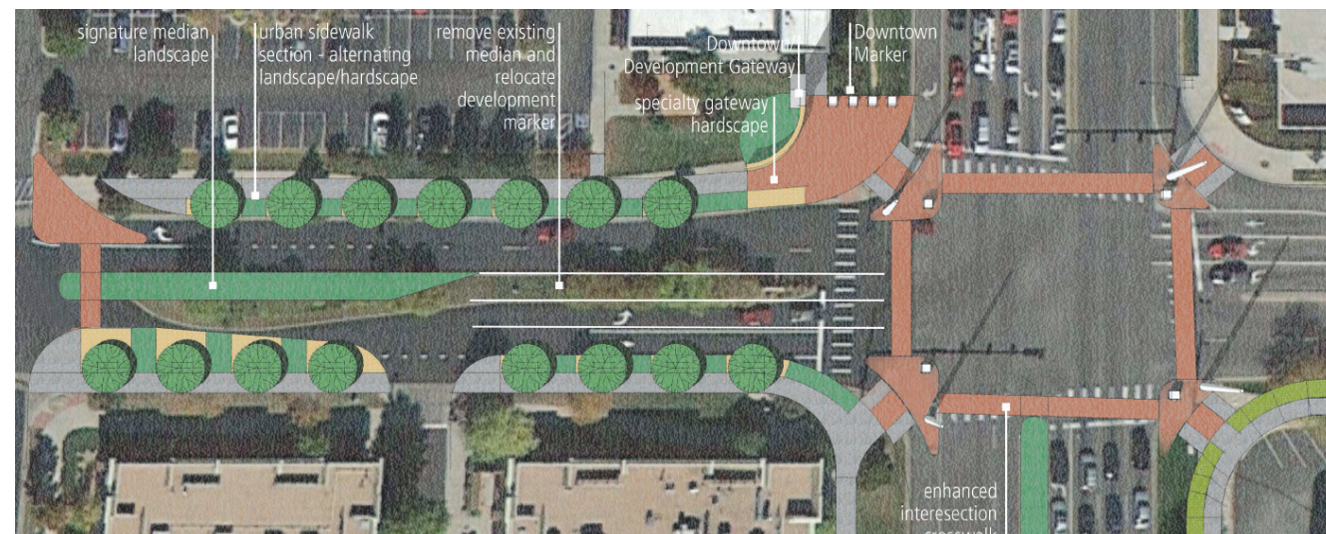 signature median
landscape
urban sidewalk
section - alternating
landscape/hardscape
remove existing
median and
relocate
development
marker
Downtown/
Development Gateway
specialty gateway
hardscape
Downtown
Marker
enhanced
interesection
crosswalk